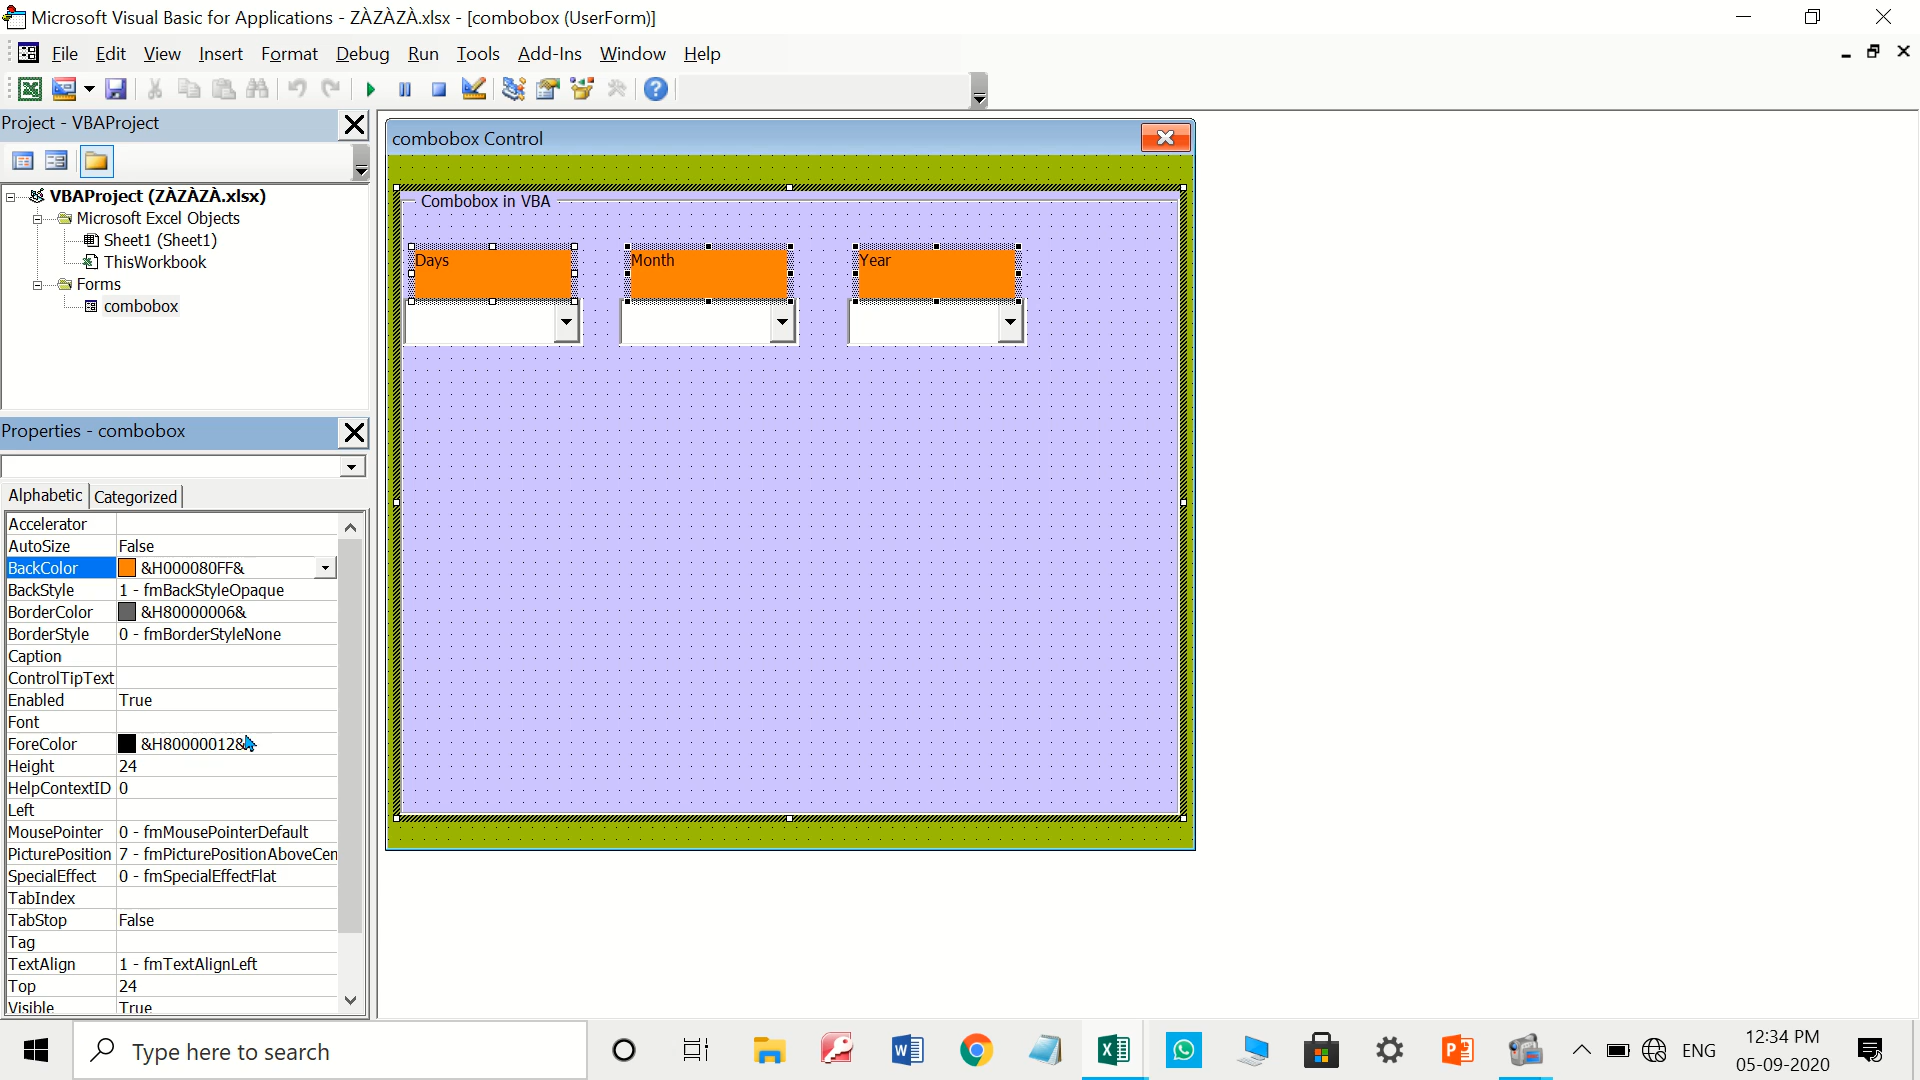 Microsoft Visual Basic for Applications - ZÀZÀZÀ.xlsx - [combobox (UserForm)]
File Edit View Insert Format Debug Run Tools Add-Ins Window Help
Project - VBAProject
VBAProject (ZÀZÀZÀ.xlsx)
Microsoft Excel Objects
Sheet1 (Sheet1)
ThisWorkbook
Forms
combobox
Properties - combobox
Alphabetic Categorized
Accelerator
AutoSize False
BackColor &H000080FF&
BackStyle 1 - fmBackStyleOpaque
BorderColor &H80000006&
BorderStyle 0 - fmBorderStyleNone
Caption
ControlTipText
Enabled True
Font
ForeColor &H80000012&
Height 24
HelpContextID 0
Left
MousePointer 0 - fmMousePointerDefault
PicturePosition 7 - fmPicturePositionAboveCen
SpecialEffect 0 - fmSpecialEffectFlat
TabIndex
TabStop False
Tag
TextAlign 1 - fmTextAlignLeft
Top 24
Visible True
combobox Control
Combobox in VBA
Days Month Year
Type here to search
ENG
12:34 PM
05-09-2020